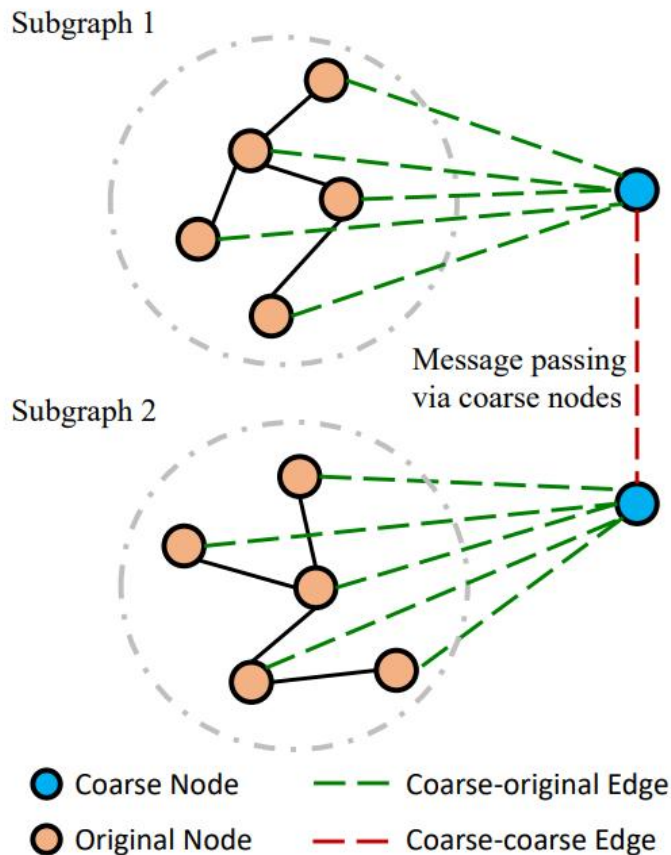 Subgraph 1
Message passing
via coarse nodes
Subgraph 2
Coarse Node
Coarse-original Edge
Original Node
Coarse-coarse Edge